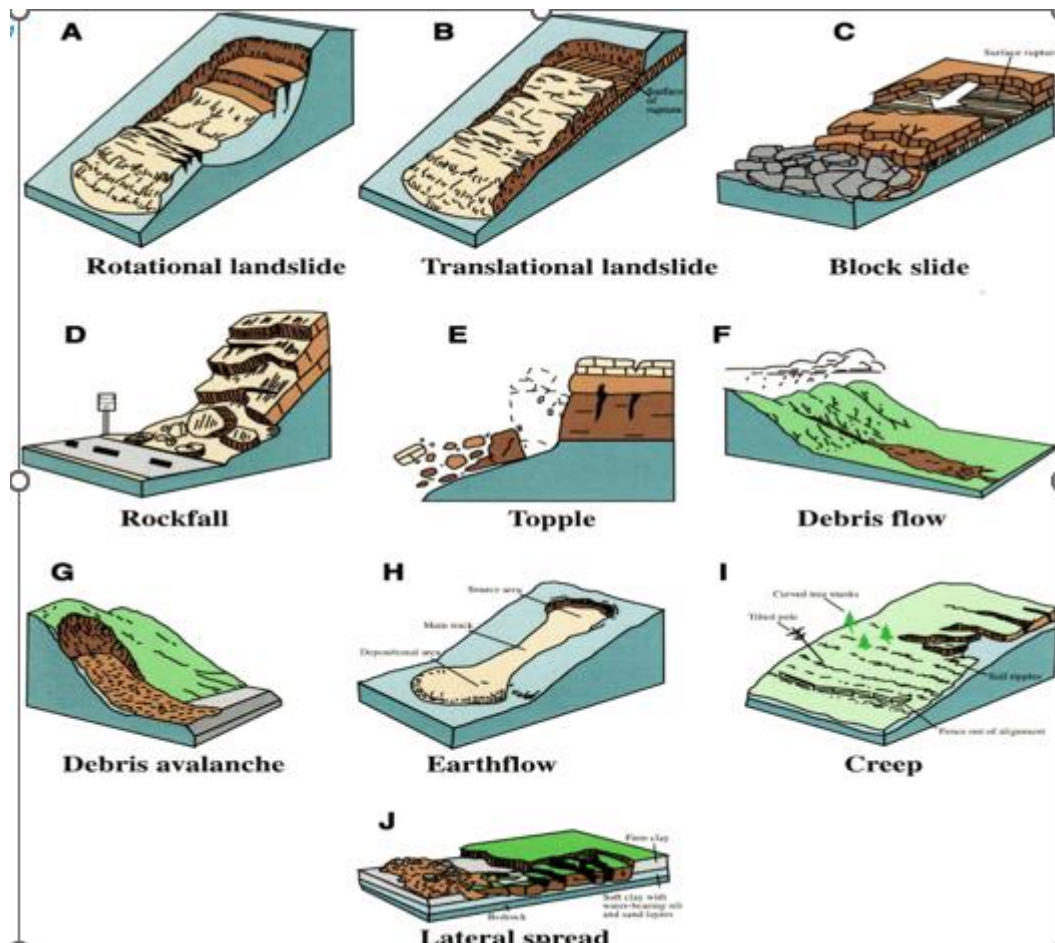 A
B
C
Surface rupture
Surface
of
rupture
Rotational landslide
Translational landslide
Block slide
D
E
F
Rockfall
Topple
Debris flow
G
H
I
Source area
Curved tree trunks
Tilted pole
Main track
Depositional area
Soil ripples
Fence out of alignment
Debris avalanche
Earthflow
Creep
J
Firm clay
Soft clay with
water-bearing silt
and sand layers
Bedrock
Lateral spread